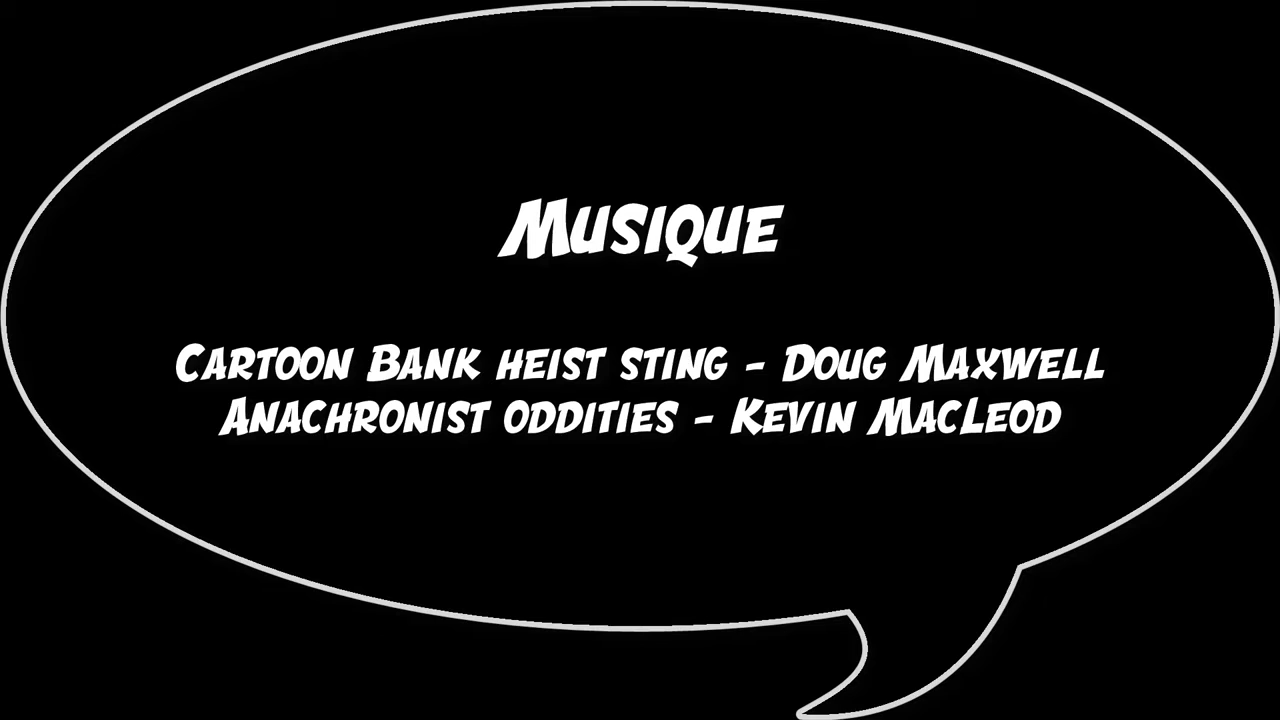 Musique
Cartoon Bank heist sting - Doug Maxwell
Anachronist oddities - Kevin MacLeod